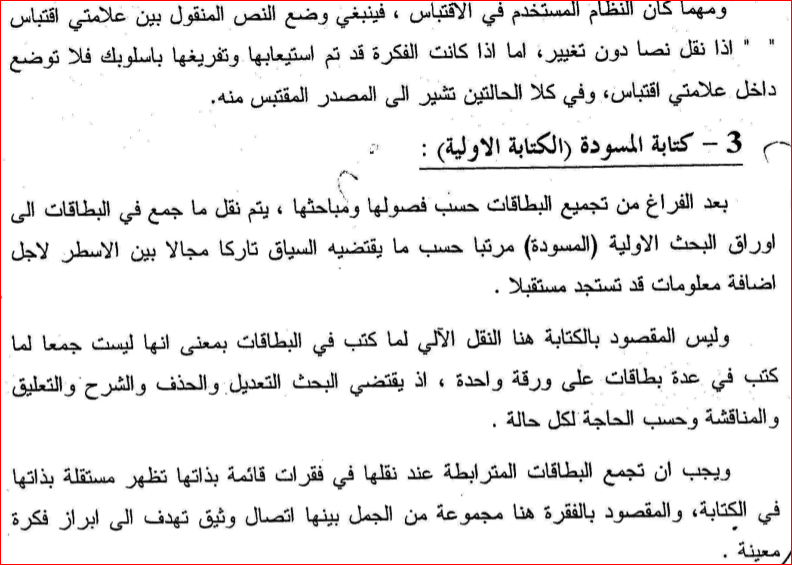 ومهما كان النظام المستخدم في الاقتباس ، فينبغي وضع النص المنقول بين علامتي اقتباس
" " اذا نقل نصا دون تغيير، اما اذا كانت الفكرة قد تم استيعابها وتفريغها باسلوبك فلا توضع
داخل علامتي اقتباس، وفي كلا الحالتين تشير الى المصدر المقتبس منه.
3 – كتابة المسودة (الكتابة الاولية) :
بعد الفراغ من تجميع البطاقات حسب فصولها ومباحثها ، يتم نقل ما جمع في البطاقات الى
اوراق البحث الاولية (المسودة) مرتبا حسب ما يقتضيه السياق تاركا مجالا بين الاسطر لاجل
اضافة معلومات قد تستجد مستقبلا .
وليس المقصود بالكتابة هنا النقل الآلي لما كتب في البطاقات بمعنى انها ليست جمعا لما
كتب في عدة بطاقات على ورقة واحدة ، اذ يقتضي البحث التعديل والحذف والشرح والتعليق
والمناقشة وحسب الحاجة لكل حالة .
ويجب ان تجمع البطاقات المترابطة عند نقلها في فقرات قائمة بذاتها تظهر مستقلة بذاتها
في الكتابة، والمقصود بالفقرة هنا مجموعة من الجمل بينها اتصال وثيق تهدف الى ابراز فكرة
معينة .